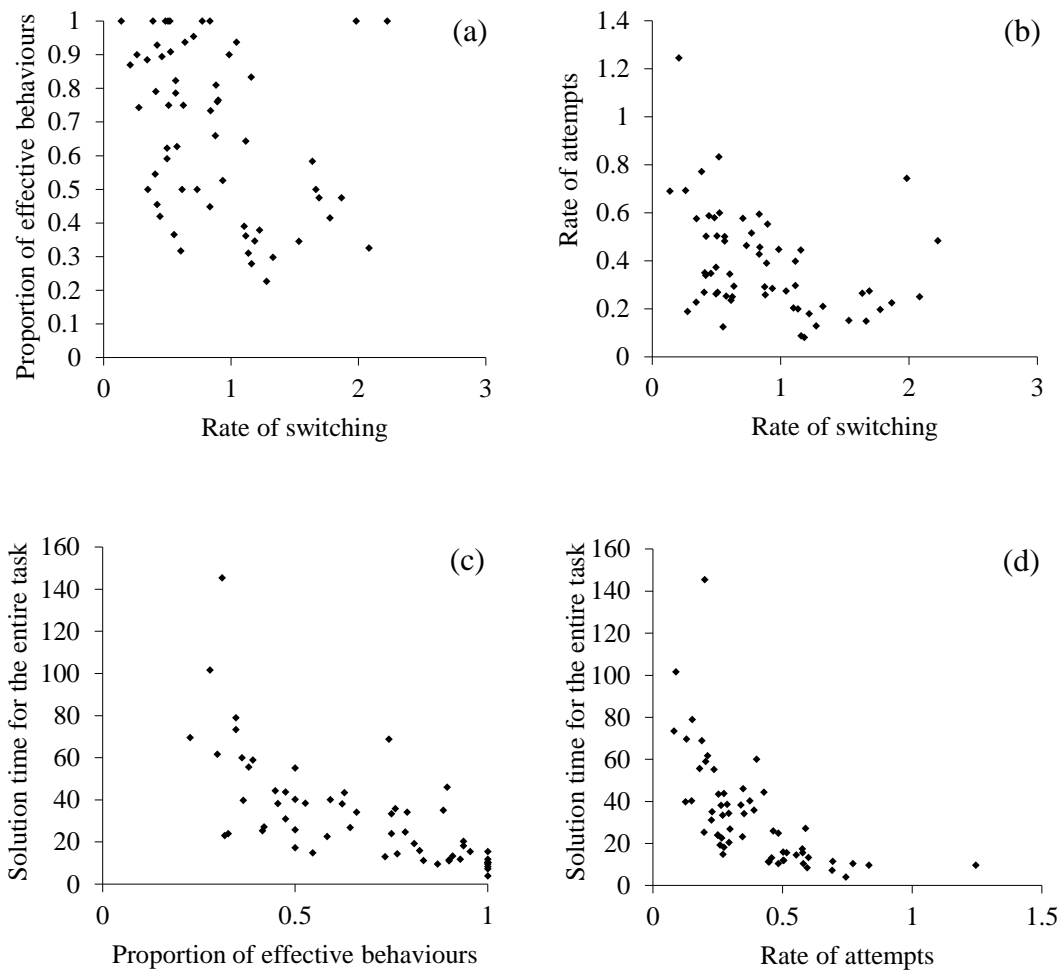 (a)
Proportion of effective behaviours
1
0.9
0.8
0.7
0.6
0.5
0.4
0.3
0.2
0.1
0
0 1 2 3
Rate of switching
(b)
Rate of attempts
1.4
1.2
1
0.8
0.6
0.4
0.2
0
0 1 2 3
Rate of switching
(c)
Solution time for the entire task
160
140
120
100
80
60
40
20
0
0 0.5 1
Proportion of effective behaviours
(d)
Solution time for the entire task
160
140
120
100
80
60
40
20
0
0 0.5 1 1.5
Rate of attempts